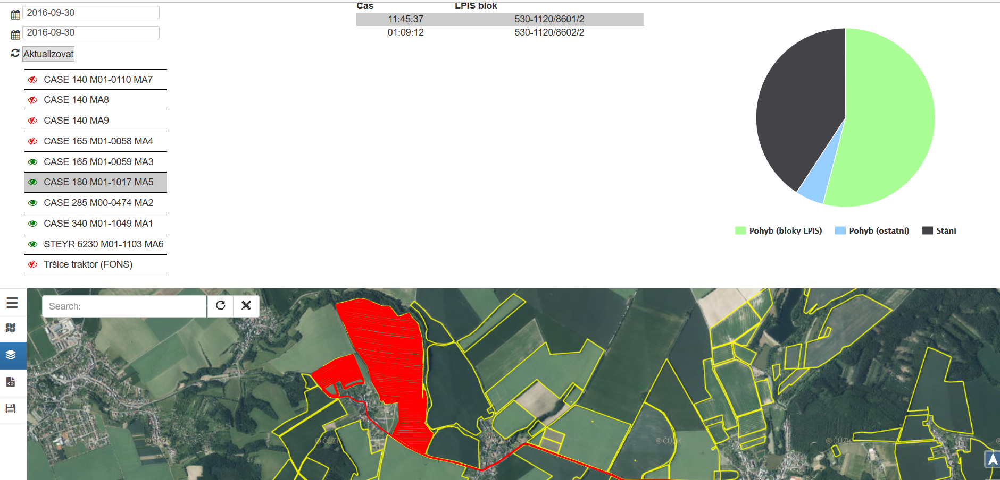 2016-09-30
2016-09-30
Aktualizovat
CASE 140 M01-0110 MA7
CASE 140 MA8
CASE 140 MA9
CASE 165 M01-0058 MA4
CASE 165 M01-0059 MA3
CASE 180 M01-1017 MA5
CASE 285 M00-0474 MA2
CASE 340 M01-1049 MA1
STEYR 6230 M01-1103 MA6
Tršice traktor (FONS)
Čas LPIS blok
11:45:37 530-1120/8601/2
01:09:12 530-1120/8602/2
Pohyb (bloky LPIS) Pohyb (ostatní) Stání
Search:
© ČÚZK
© ČÚZK
© ČÚZK
© ČÚZK
© ČÚZK